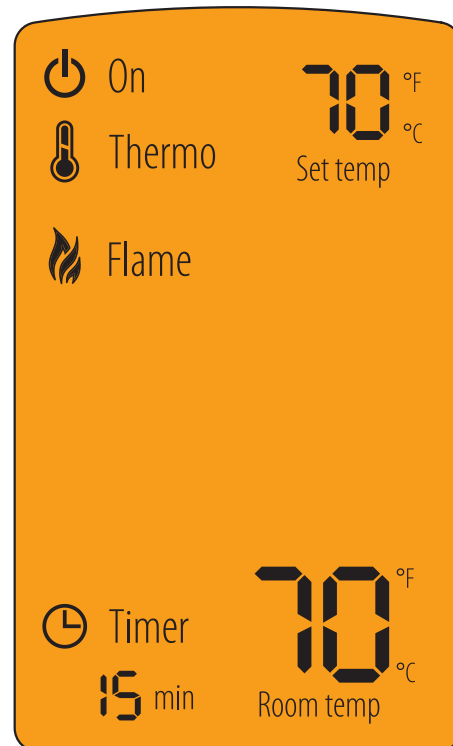 On
70 °F
°C
Thermo
Set temp
Flame
Timer
15 min
70 °F
°C
Room temp